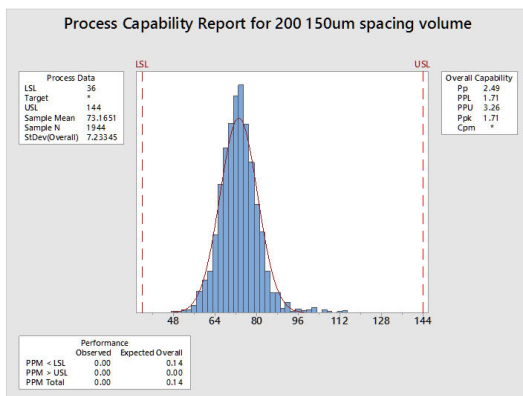 Process Capability Report for 200 150um spacing volume
LSL USL
Process Data
LSL 36
Target *
USL 144
Sample Mean 73.1651
Sample N 1944
StDev(Overall) 7.23345
Overall Capability
Pp 2.49
PPL 1.71
PPU 3.26
Ppk 1.71
Cpm *
48 64 80 96 112 128 144
Performance
Observed Expected Overall
PPM < LSL 0.00 0.14
PPM > USL 0.00 0.00
PPM Total 0.00 0.14